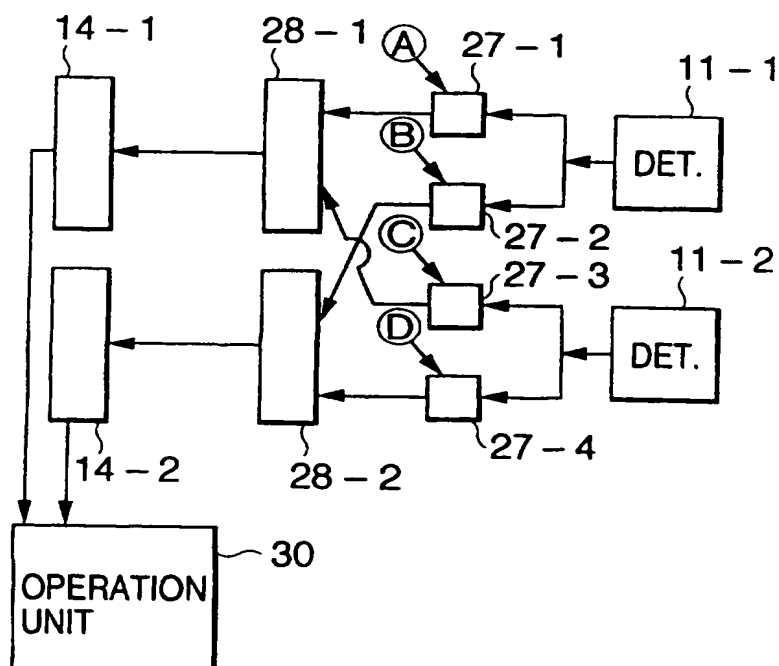 14-1
28-1
A
27-1
11-1
B
DET.
C
27-2
27-3
11-2
D
DET.
14-2
28-2
27-4
30
OPERATION
UNIT